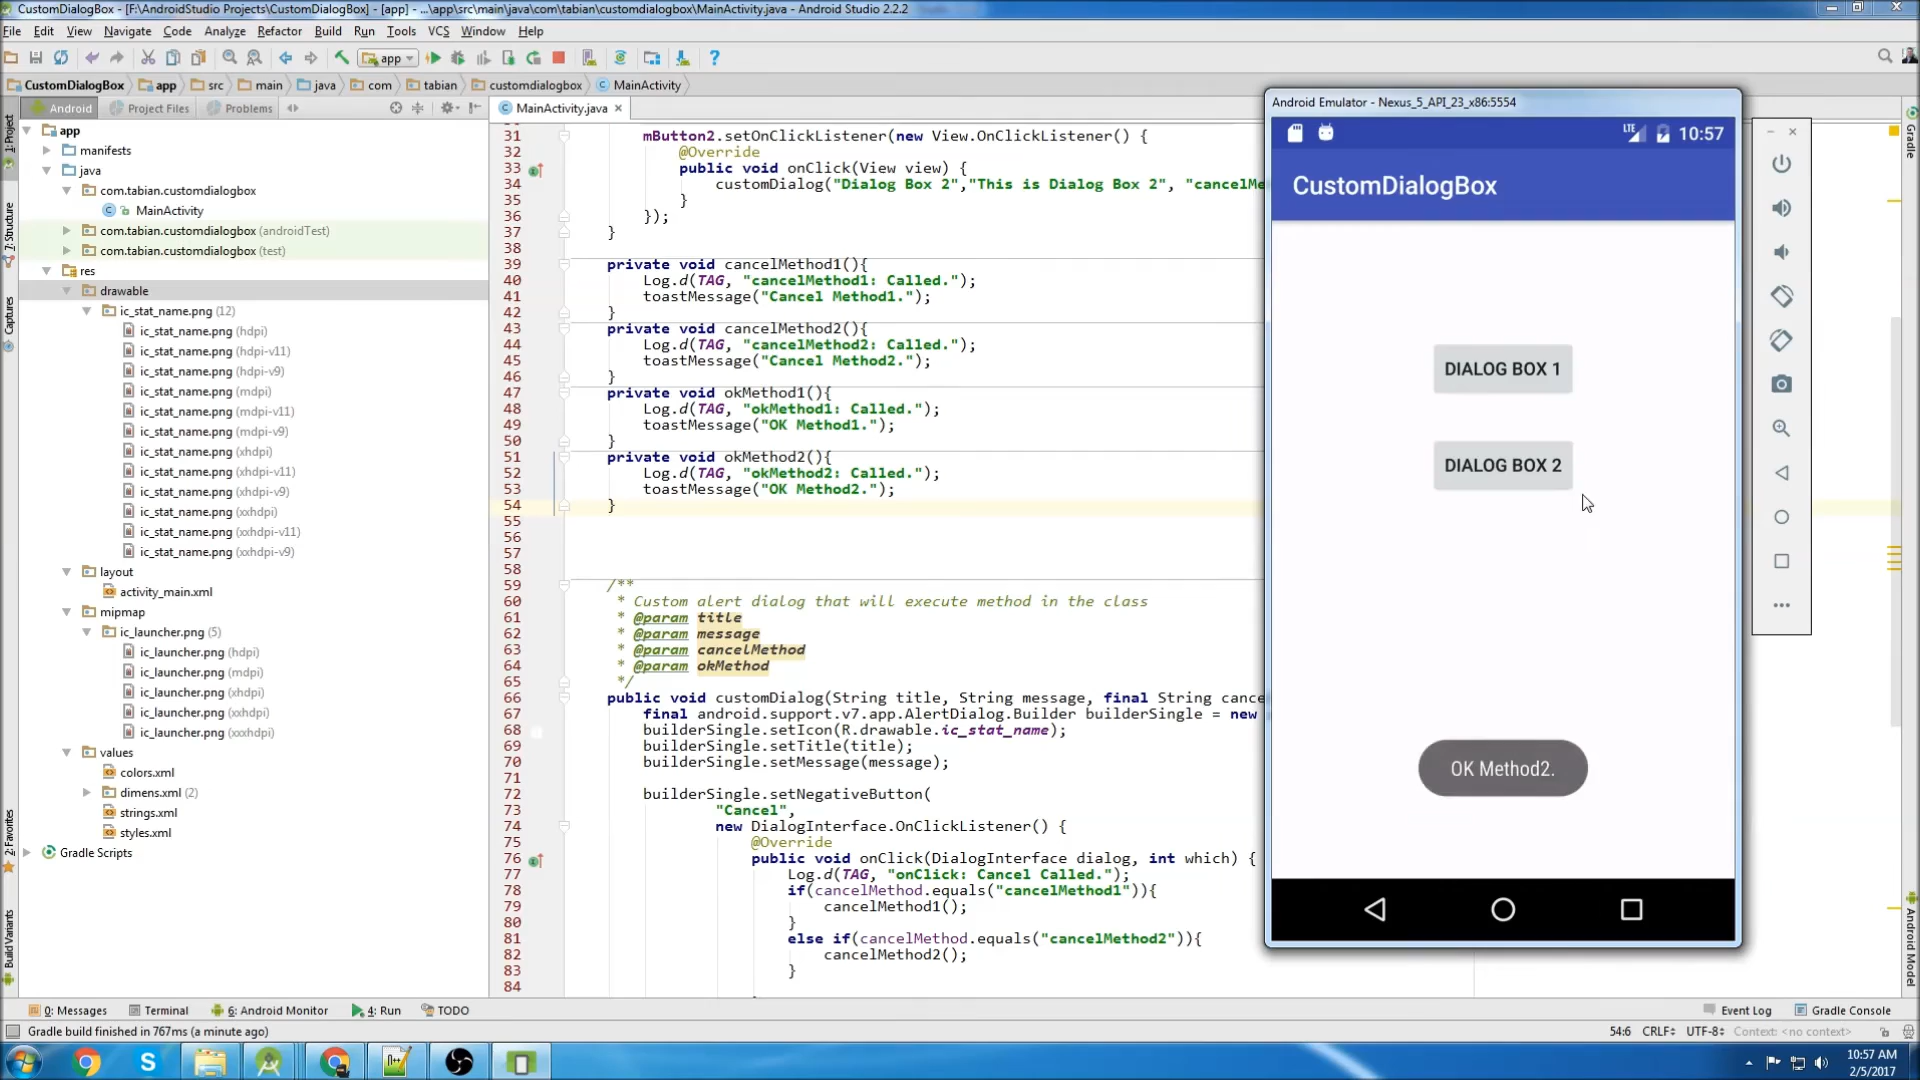 CustomDialogBox - [F:\AndroidStudio Projects\CustomDialogBox] - [app] - ...\app\src\main\java\com\tabian\customdialogbox\MainActivity.java - Android Studio 2.2.2
File Edit View Navigate Code Analyze Refactor Build Run Tools VCS Window Help
app
CustomDialogBox app src main java com tabian customdialogbox MainActivity
Android Project Files Problems
MainActivity.java
1: Project
7: Structure
Captures
2: Favorites
Build Variants
app
manifests
java
com.tabian.customdialogbox
MainActivity
com.tabian.customdialogbox (androidTest)
com.tabian.customdialogbox (test)
res
drawable
ic_stat_name.png (12)
ic_stat_name.png (hdpi)
ic_stat_name.png (hdpi-v11)
ic_stat_name.png (hdpi-v9)
ic_stat_name.png (mdpi)
ic_stat_name.png (mdpi-v11)
ic_stat_name.png (mdpi-v9)
ic_stat_name.png (xhdpi)
ic_stat_name.png (xhdpi-v11)
ic_stat_name.png (xhdpi-v9)
ic_stat_name.png (xxhdpi)
ic_stat_name.png (xxhdpi-v11)
ic_stat_name.png (xxhdpi-v9)
layout
activity_main.xml
mipmap
ic_launcher.png (5)
ic_launcher.png (hdpi)
ic_launcher.png (mdpi)
ic_launcher.png (xhdpi)
ic_launcher.png (xxhdpi)
ic_launcher.png (xxxhdpi)
values
colors.xml
dimens.xml (2)
strings.xml
styles.xml
Gradle Scripts
31 mButton2.setOnClickListener(new View.OnClickListener() {
32 @Override
33 public void onClick(View view) {
34 customDialog("Dialog Box 2","This is Dialog Box 2", "cancelMe
35 }
36 });
37 }
38
39 private void cancelMethod1(){
40 Log.d(TAG, "cancelMethod1: Called.");
41 toastMessage("Cancel Method1.");
42 }
43 private void cancelMethod2(){
44 Log.d(TAG, "cancelMethod2: Called.");
45 toastMessage("Cancel Method2.");
46 }
47 private void okMethod1(){
48 Log.d(TAG, "okMethod1: Called.");
49 toastMessage("OK Method1.");
50 }
51 private void okMethod2(){
52 Log.d(TAG, "okMethod2: Called.");
53 toastMessage("OK Method2.");
54 }
55
56
57
58
59 /**
60 * Custom alert dialog that will execute method in the class
61 * @param title
62 * @param message
63 * @param cancelMethod
64 * @param okMethod
65 */
66 public void customDialog(String title, String message, final String cance
67 final android.support.v7.app.AlertDialog.Builder builderSingle = new
68 builderSingle.setIcon(R.drawable.ic_stat_name);
69 builderSingle.setTitle(title);
70 builderSingle.setMessage(message);
71
72 builderSingle.setNegativeButton(
73 "Cancel",
74 new DialogInterface.OnClickListener() {
75 @Override
76 public void onClick(DialogInterface dialog, int which) {
77 Log.d(TAG, "onClick: Cancel Called.");
78 if(cancelMethod.equals("cancelMethod1")){
79 cancelMethod1();
80 }
81 else if(cancelMethod.equals("cancelMethod2")){
82 cancelMethod2();
83 }
84
Android Emulator - Nexus_5_API_23_x86:5554
LTE 10:57
CustomDialogBox
DIALOG BOX 1
DIALOG BOX 2
OK Method2.
Gradle
Android Model
0: Messages Terminal 6: Android Monitor 4: Run TODO Event Log Gradle Console
Gradle build finished in 767ms (a minute ago) 54:6 CRLF UTF-8 Context: <no context>
10:57 AM
2/5/2017